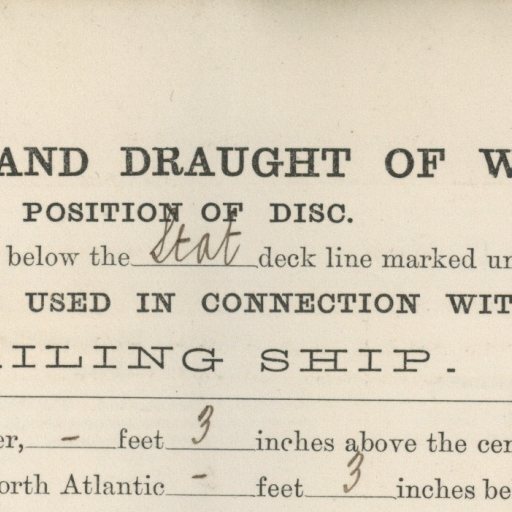 AND DRAUGHT OF W
POSITION OF DISC.
below the Stat deck line marked un
USED IN CONNECTION WIT
ILING SHIP.
er, - feet 3 inches above the cen
orth Atlantic - feet 3 inches be